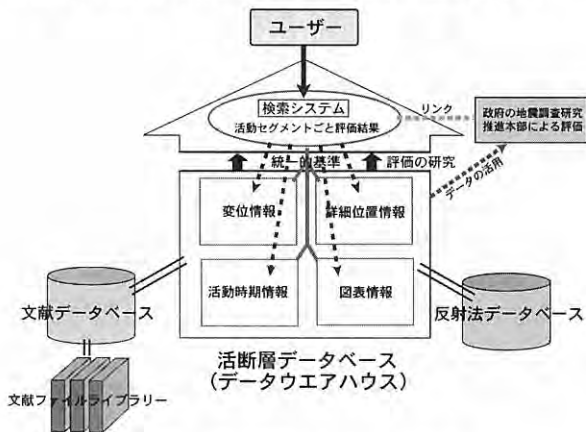 ユーザー
検索システム
活動セグメントごと評価結果
リンク
政府の地震調査研究
推進本部による評価
統一的基準
評価の研究
データの活用
変位情報
詳細位置情報
活動時期情報
図表情報
文献データベース
反射法データベース
文献ファイルライブラリー
活断層データベース
(データウエアハウス)